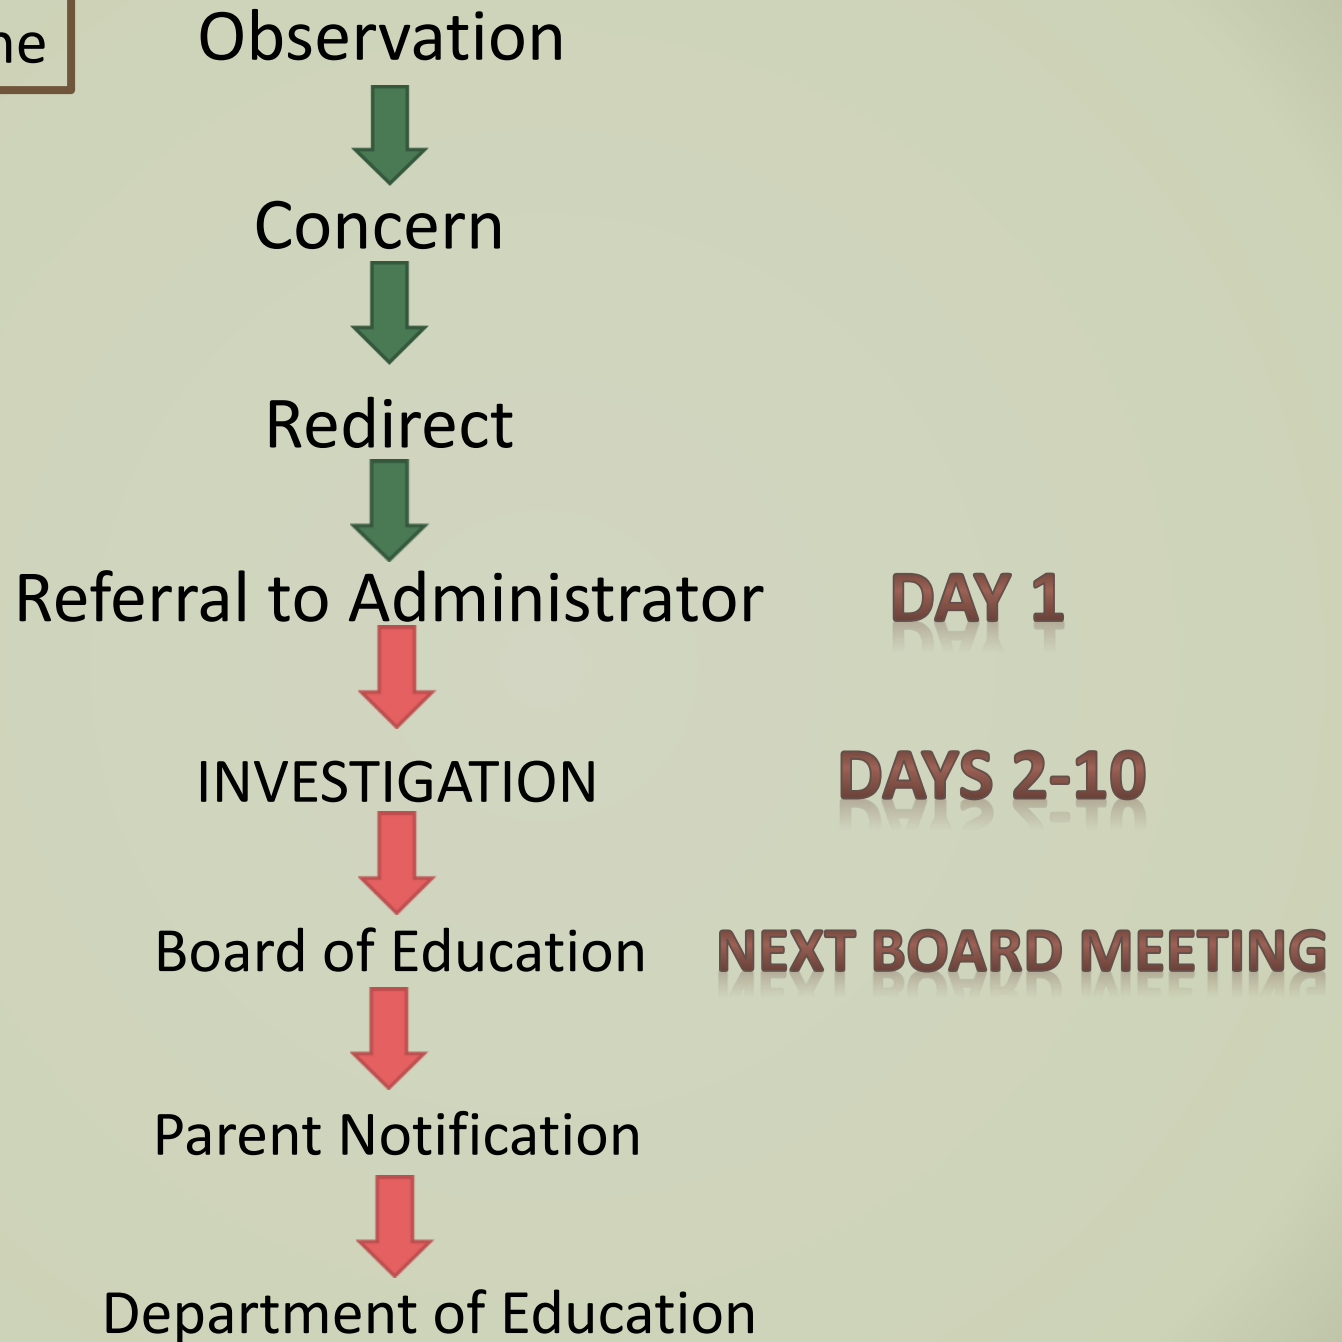 Observation
Concern
Redirect
Referral to Administrator DAY 1
INVESTIGATION DAYS 2-10
Board of Education NEXT BOARD MEETING
Parent Notification
Department of Education